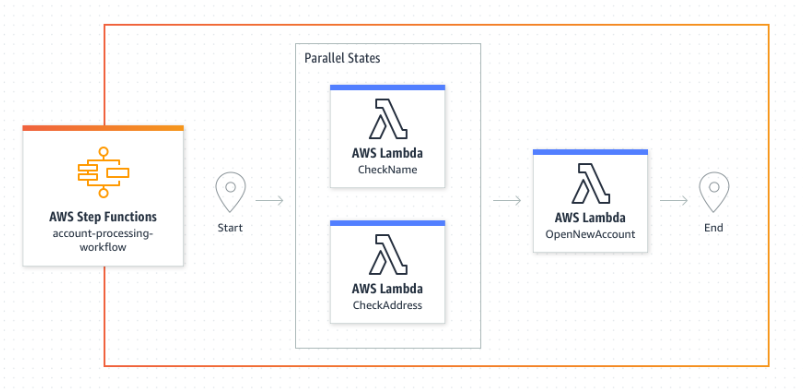 Parallel States
AWS Lambda
CheckName
AWS Step Functions
account-processing-
workflow
Start
AWS Lambda
CheckAddress
AWS Lambda
OpenNewAccount
End